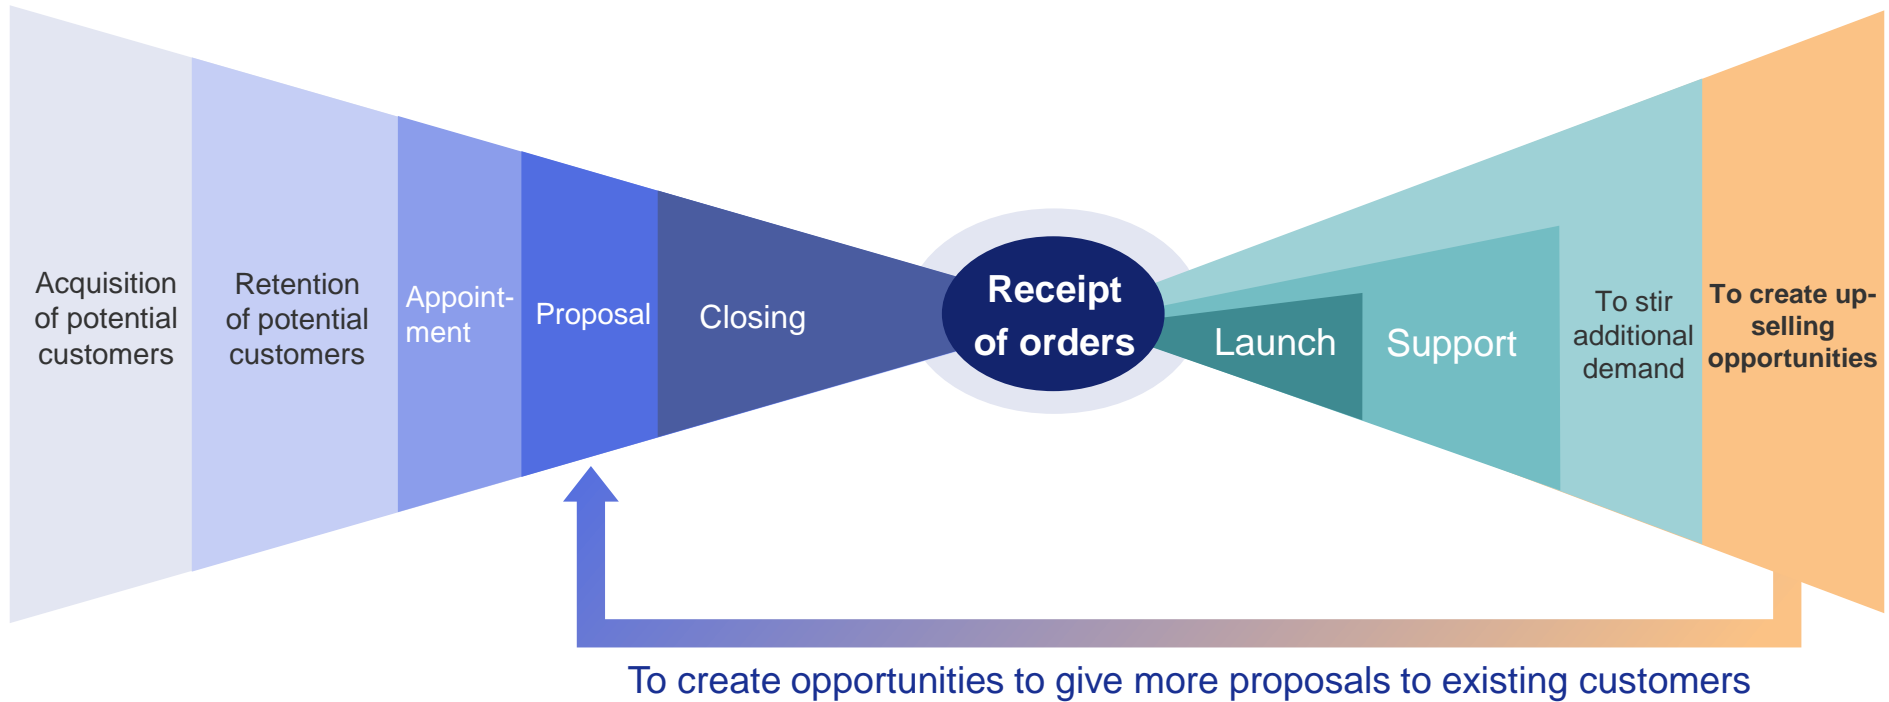 Acquisition
of potential
customers
Retention
of potential
customers
Appoint-
ment
Proposal
Closing
Receipt
of orders
Launch
Support
To stir
additional
demand
To create up-
selling
opportunities
To create opportunities to give more proposals to existing customers